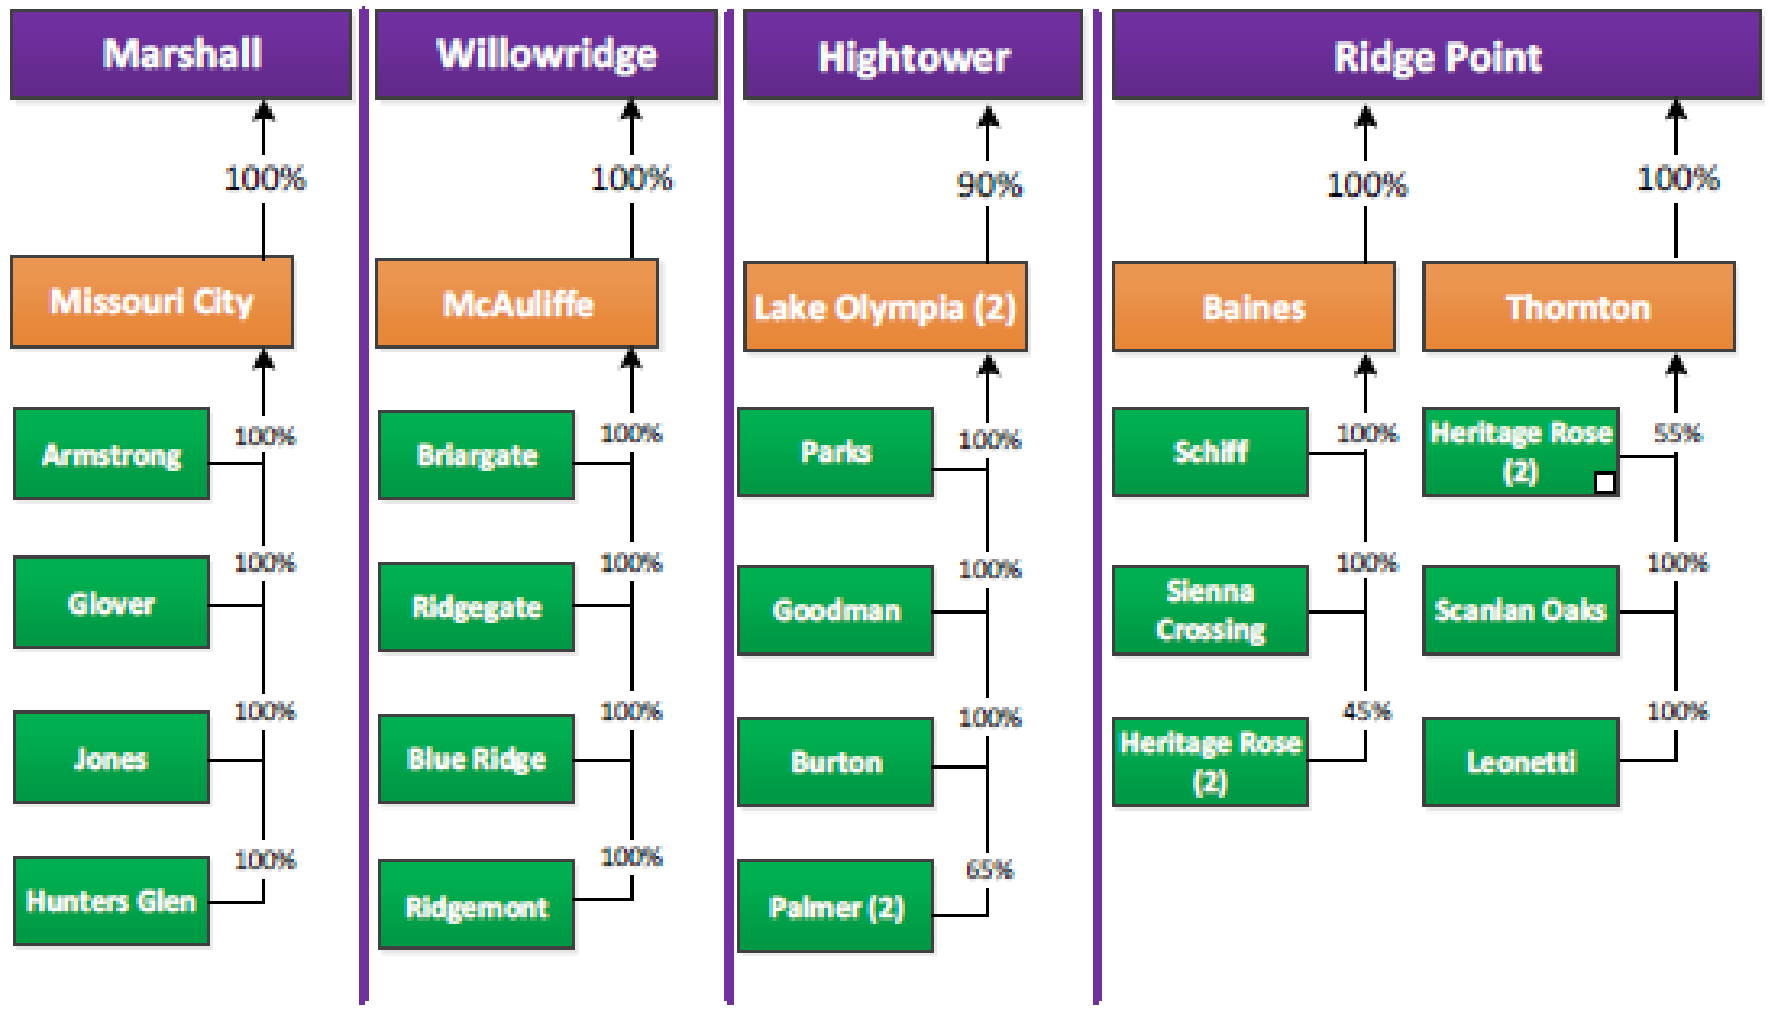 Marshall
100%
Missouri City
Armstrong
100%
Glover
100%
Jones
100%
Hunters Glen
100%
Willowridge
100%
McAuliffe
Briargate
100%
Ridgegate
100%
Blue Ridge
100%
Ridgemont
100%
Hightower
90%
Lake Olympia (2)
Parks
100%
Goodman
100%
Burton
100%
Palmer (2)
65%
Ridge Point
100%
Baines
Schiff
100%
Sienna
Crossing
100%
Heritage Rose
(2)
45%
100%
Thornton
Heritage Rose
(2)
55%
Scanlan Oaks
100%
Leonetti
100%